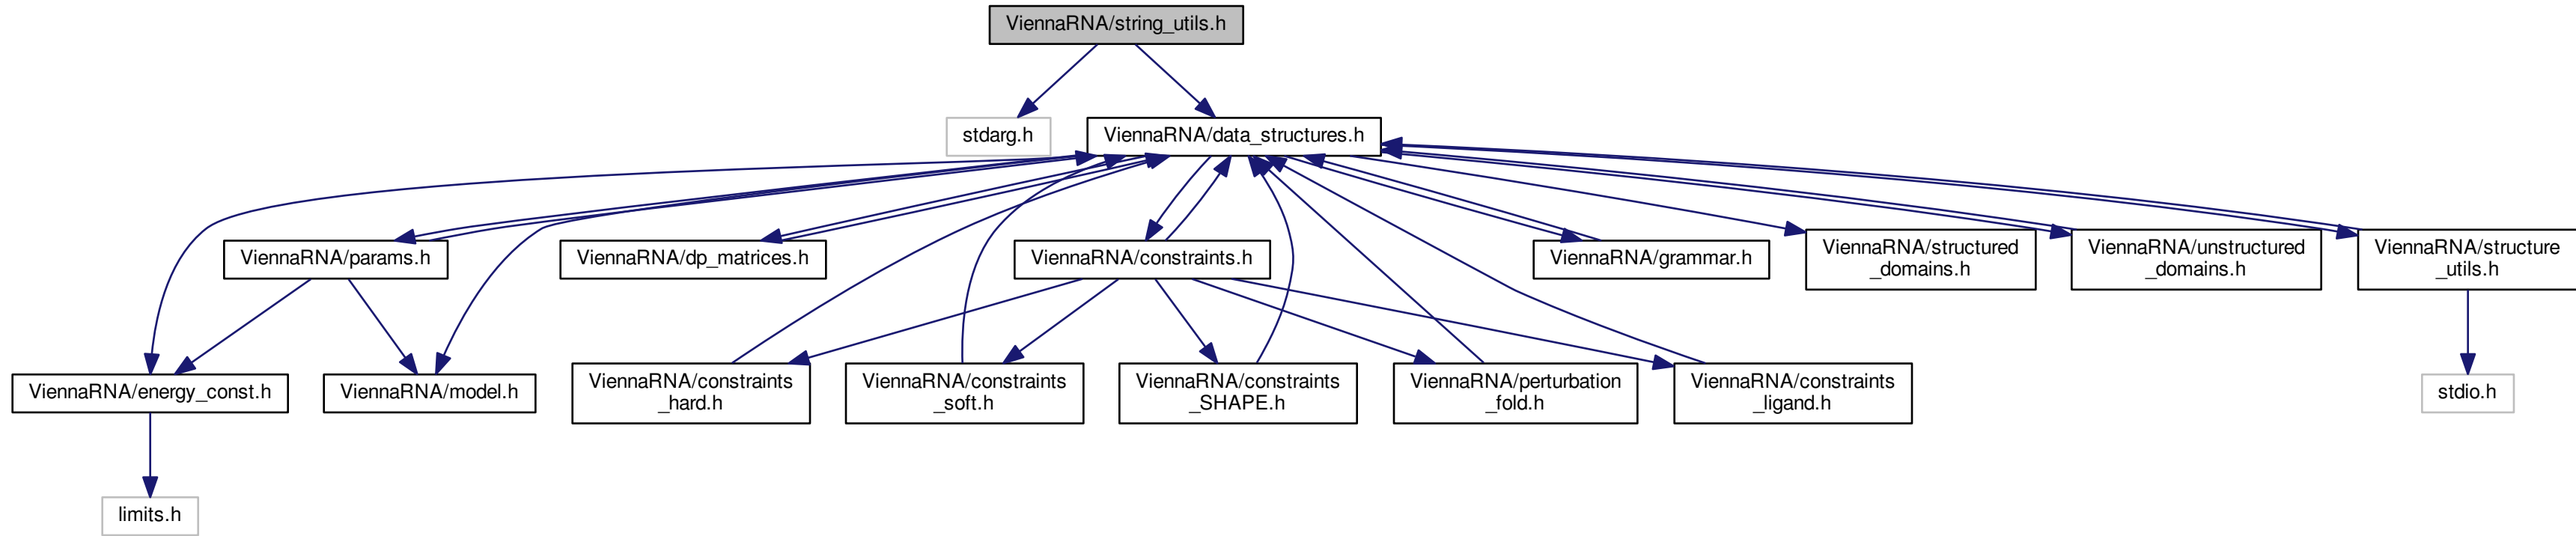 ViennaRNA/string_utils.h
stdarg.h
ViennaRNA/data_structures.h
ViennaRNA/params.h
ViennaRNA/dp_matrices.h
ViennaRNA/constraints.h
ViennaRNA/grammar.h
ViennaRNA/structured
_domains.h
ViennaRNA/unstructured
_domains.h
ViennaRNA/structure
_utils.h
ViennaRNA/energy_const.h
ViennaRNA/model.h
ViennaRNA/constraints
_hard.h
ViennaRNA/constraints
_soft.h
ViennaRNA/constraints
_SHAPE.h
ViennaRNA/perturbation
_fold.h
ViennaRNA/constraints
_ligand.h
stdio.h
limits.h